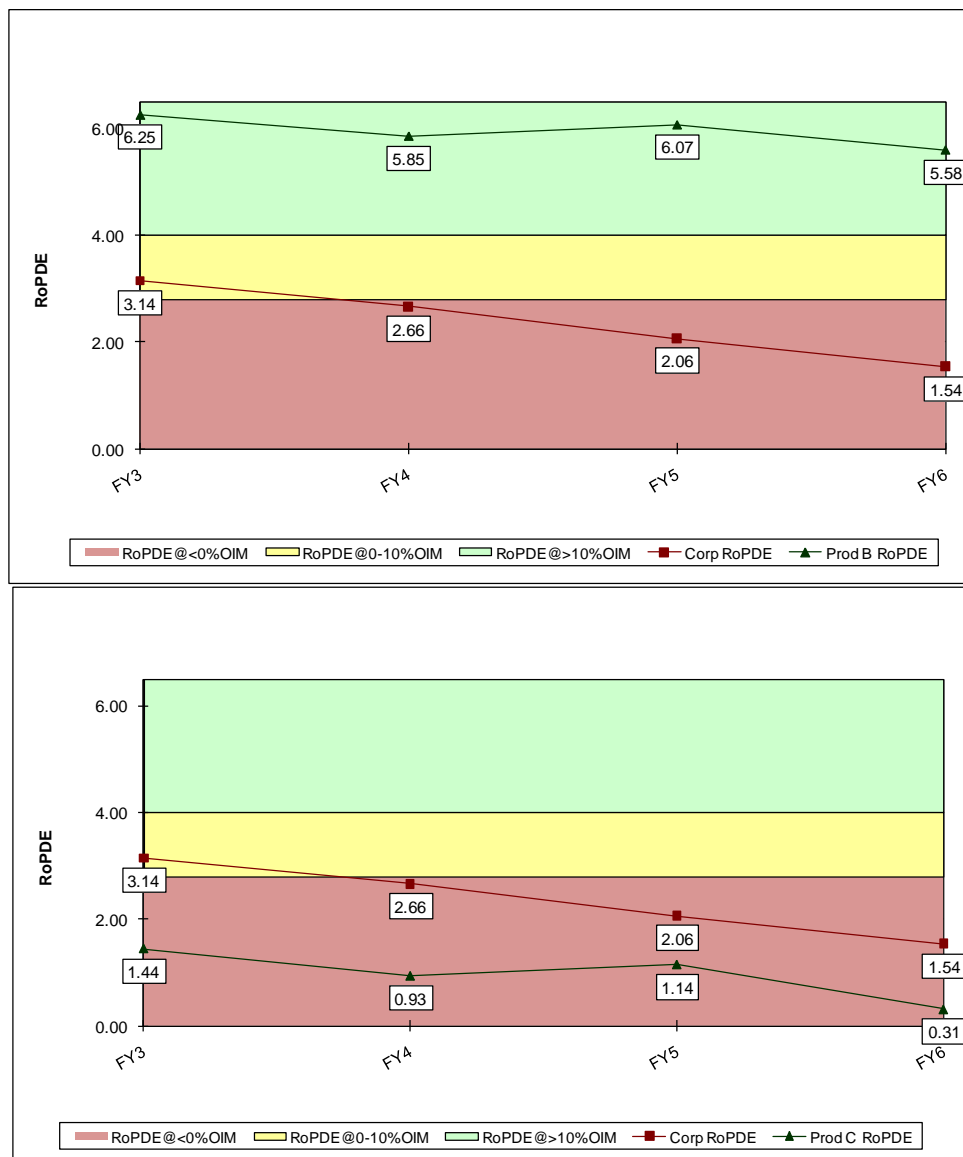 6.00
6.25
5.85
6.07
5.58
4.00
RoPDE
3.14
2.66
2.06
1.54
2.00
0.00
FY3
FY4
FY5
FY6
RoPDE@<0%OIM RoPDE@0-10%OIM RoPDE@>10%OIM Corp RoPDE Prod B RoPDE
6.00
4.00
RoPDE
3.14
2.66
2.06
1.54
2.00
1.44
0.93
1.14
0.31
0.00
FY3
FY4
FY5
FY6
RoPDE@<0%OIM RoPDE@0-10%OIM RoPDE@>10%OIM Corp RoPDE Prod C RoPDE